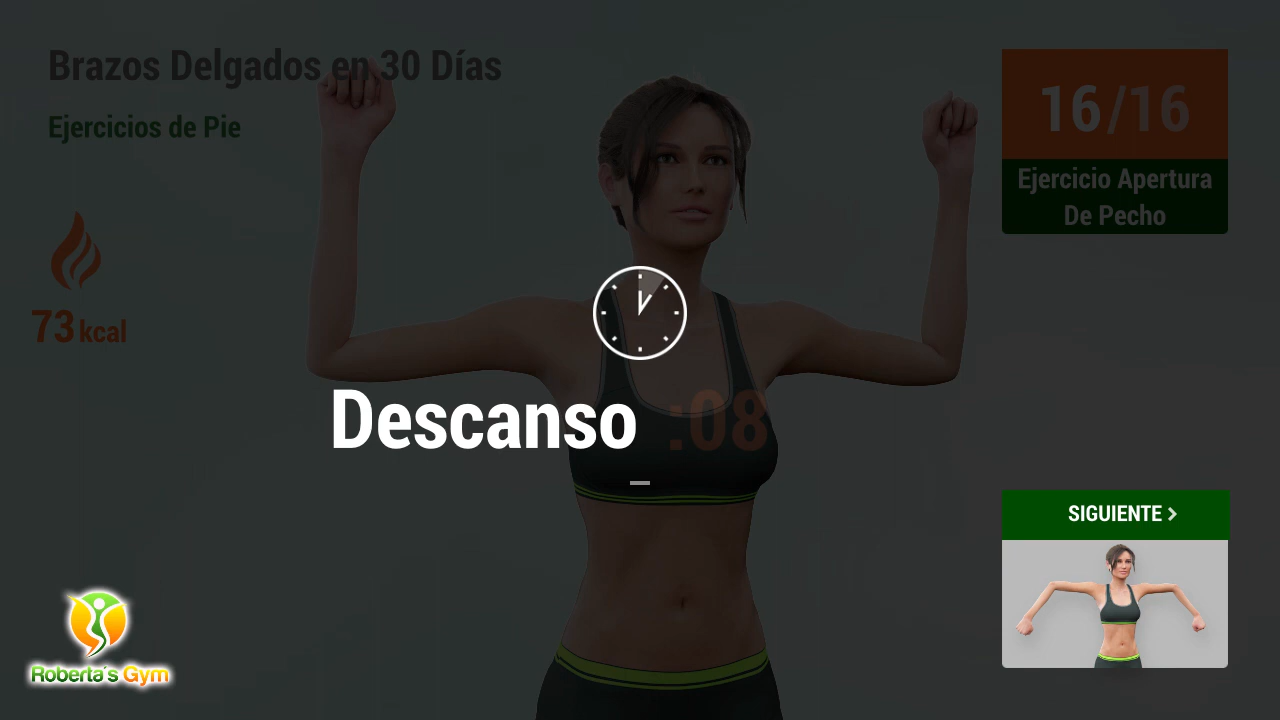 Brazos Delgados en 30 Días
Ejercicios de Pie
16/16
Ejercicio Apertura
De Pecho
73 kcal
Descanso :08
SIGUIENTE >
Roberta´s Gym